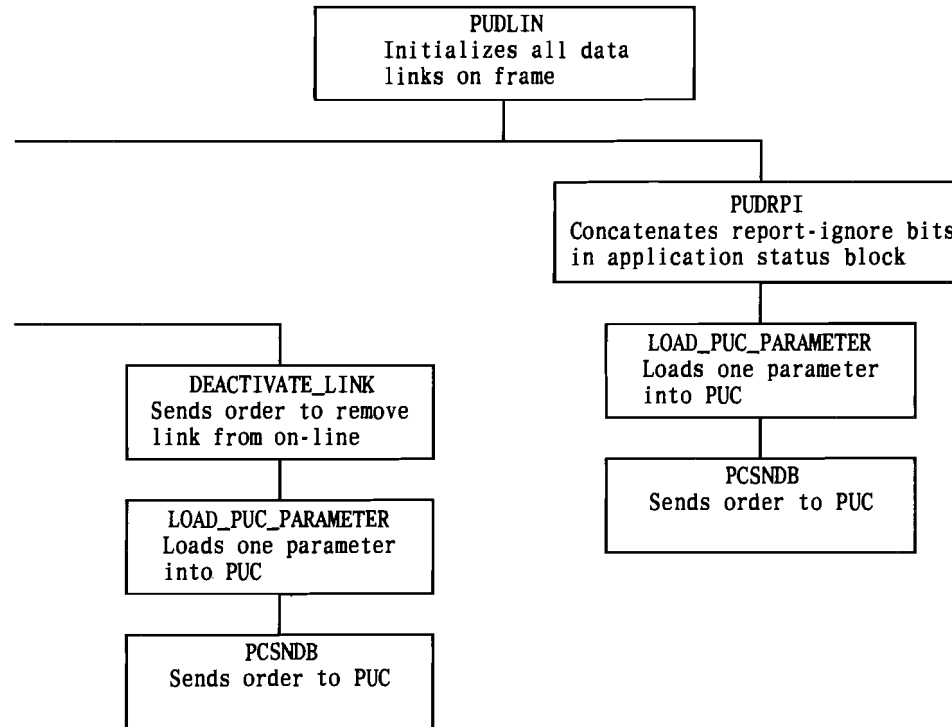 PUDLIN
Initializes all data
links on frame
PUDRPI
Concatenates report-ignore bits
in application status block
LOAD_PUC_PARAMETER
Loads one parameter
into PUC
PCSNDB
Sends order to PUC
DEACTIVATE_LINK
Sends order to remove
link from on-line
LOAD_PUC_PARAMETER
Loads one parameter
into PUC
PCSNDB
Sends order to PUC